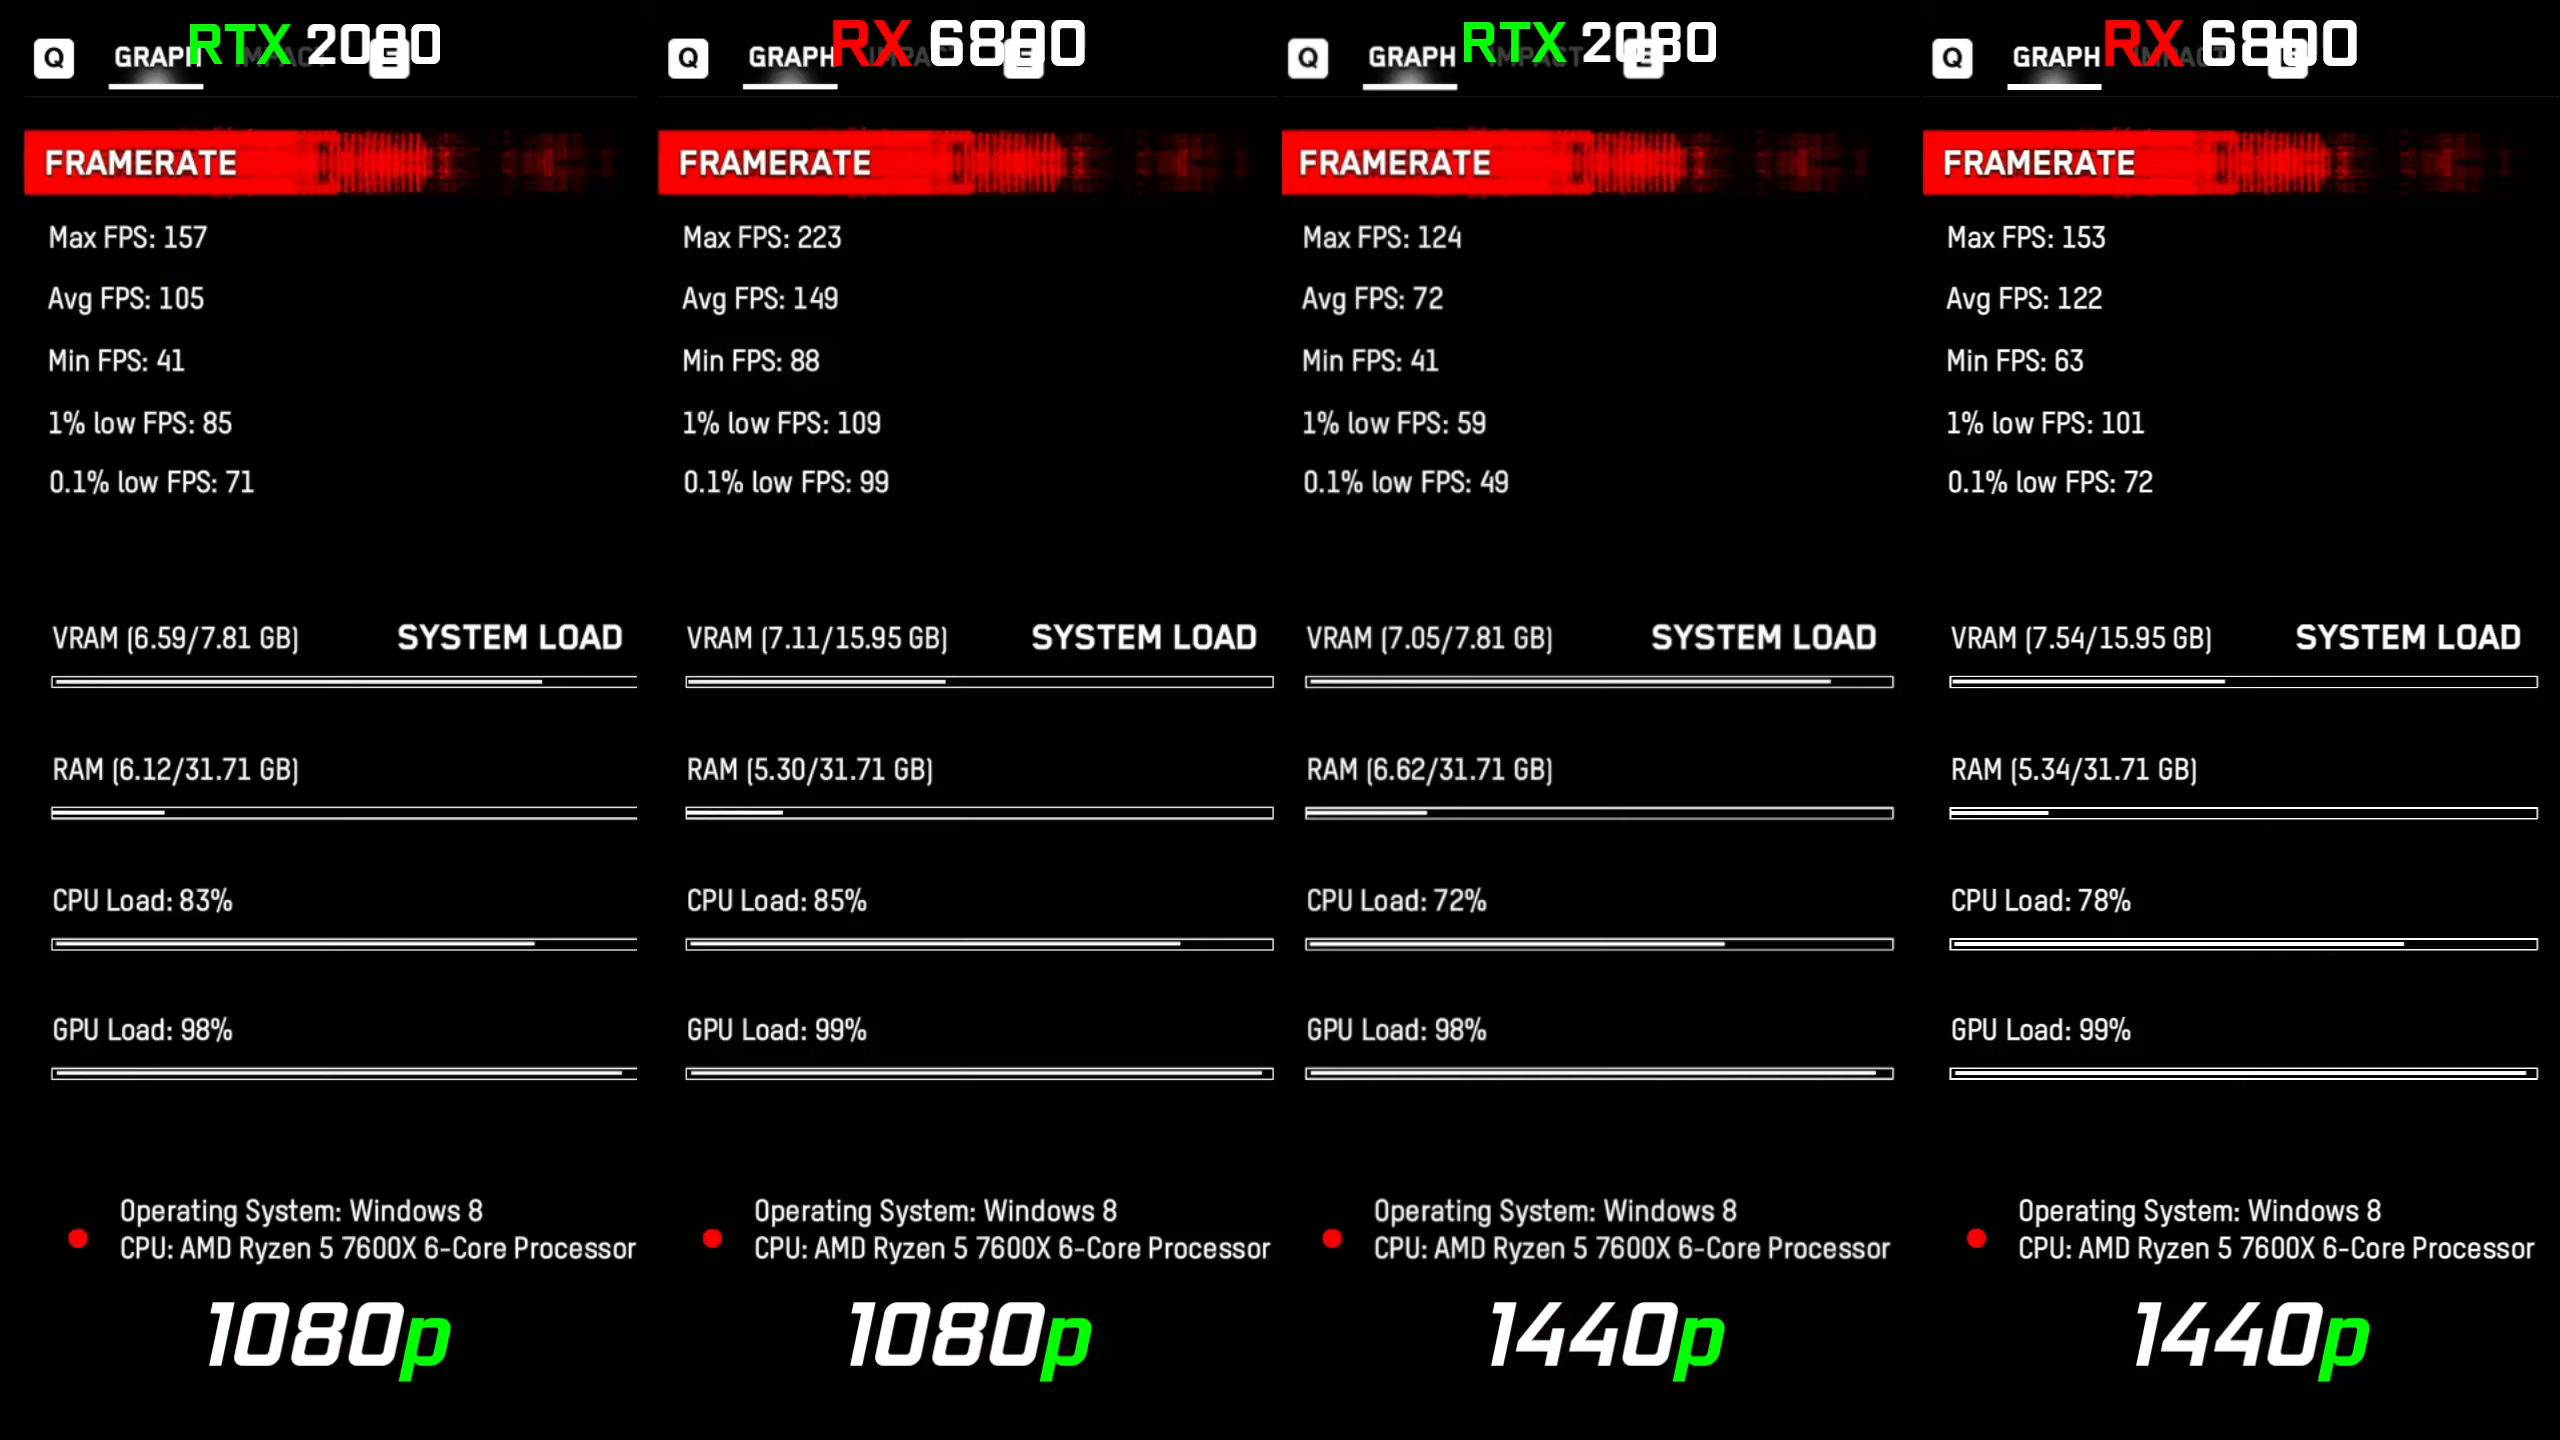 RTX 2080
Q GRAPH IMPACT E
FRAMERATE
Max FPS: 157
Avg FPS: 105
Min FPS: 41
1% low FPS: 85
0.1% low FPS: 71
VRAM (6.59/7.81 GB) SYSTEM LOAD
RAM (6.12/31.71 GB)
CPU Load: 83%
GPU Load: 98%
Operating System: Windows 8
CPU: AMD Ryzen 5 7600X 6-Core Processor
1080p
RX 6800
Q GRAPH IMPACT E
FRAMERATE
Max FPS: 223
Avg FPS: 149
Min FPS: 88
1% low FPS: 109
0.1% low FPS: 99
VRAM (7.11/15.95 GB) SYSTEM LOAD
RAM (5.30/31.71 GB)
CPU Load: 85%
GPU Load: 99%
Operating System: Windows 8
CPU: AMD Ryzen 5 7600X 6-Core Processor
1080p
RTX 2080
Q GRAPH IMPACT E
FRAMERATE
Max FPS: 124
Avg FPS: 72
Min FPS: 41
1% low FPS: 59
0.1% low FPS: 49
VRAM (7.05/7.81 GB) SYSTEM LOAD
RAM (6.62/31.71 GB)
CPU Load: 72%
GPU Load: 98%
Operating System: Windows 8
CPU: AMD Ryzen 5 7600X 6-Core Processor
1440p
RX 6800
Q GRAPH IMPACT E
FRAMERATE
Max FPS: 153
Avg FPS: 122
Min FPS: 63
1% low FPS: 101
0.1% low FPS: 72
VRAM (7.54/15.95 GB) SYSTEM LOAD
RAM (5.34/31.71 GB)
CPU Load: 78%
GPU Load: 99%
Operating System: Windows 8
CPU: AMD Ryzen 5 7600X 6-Core Processor
1440p